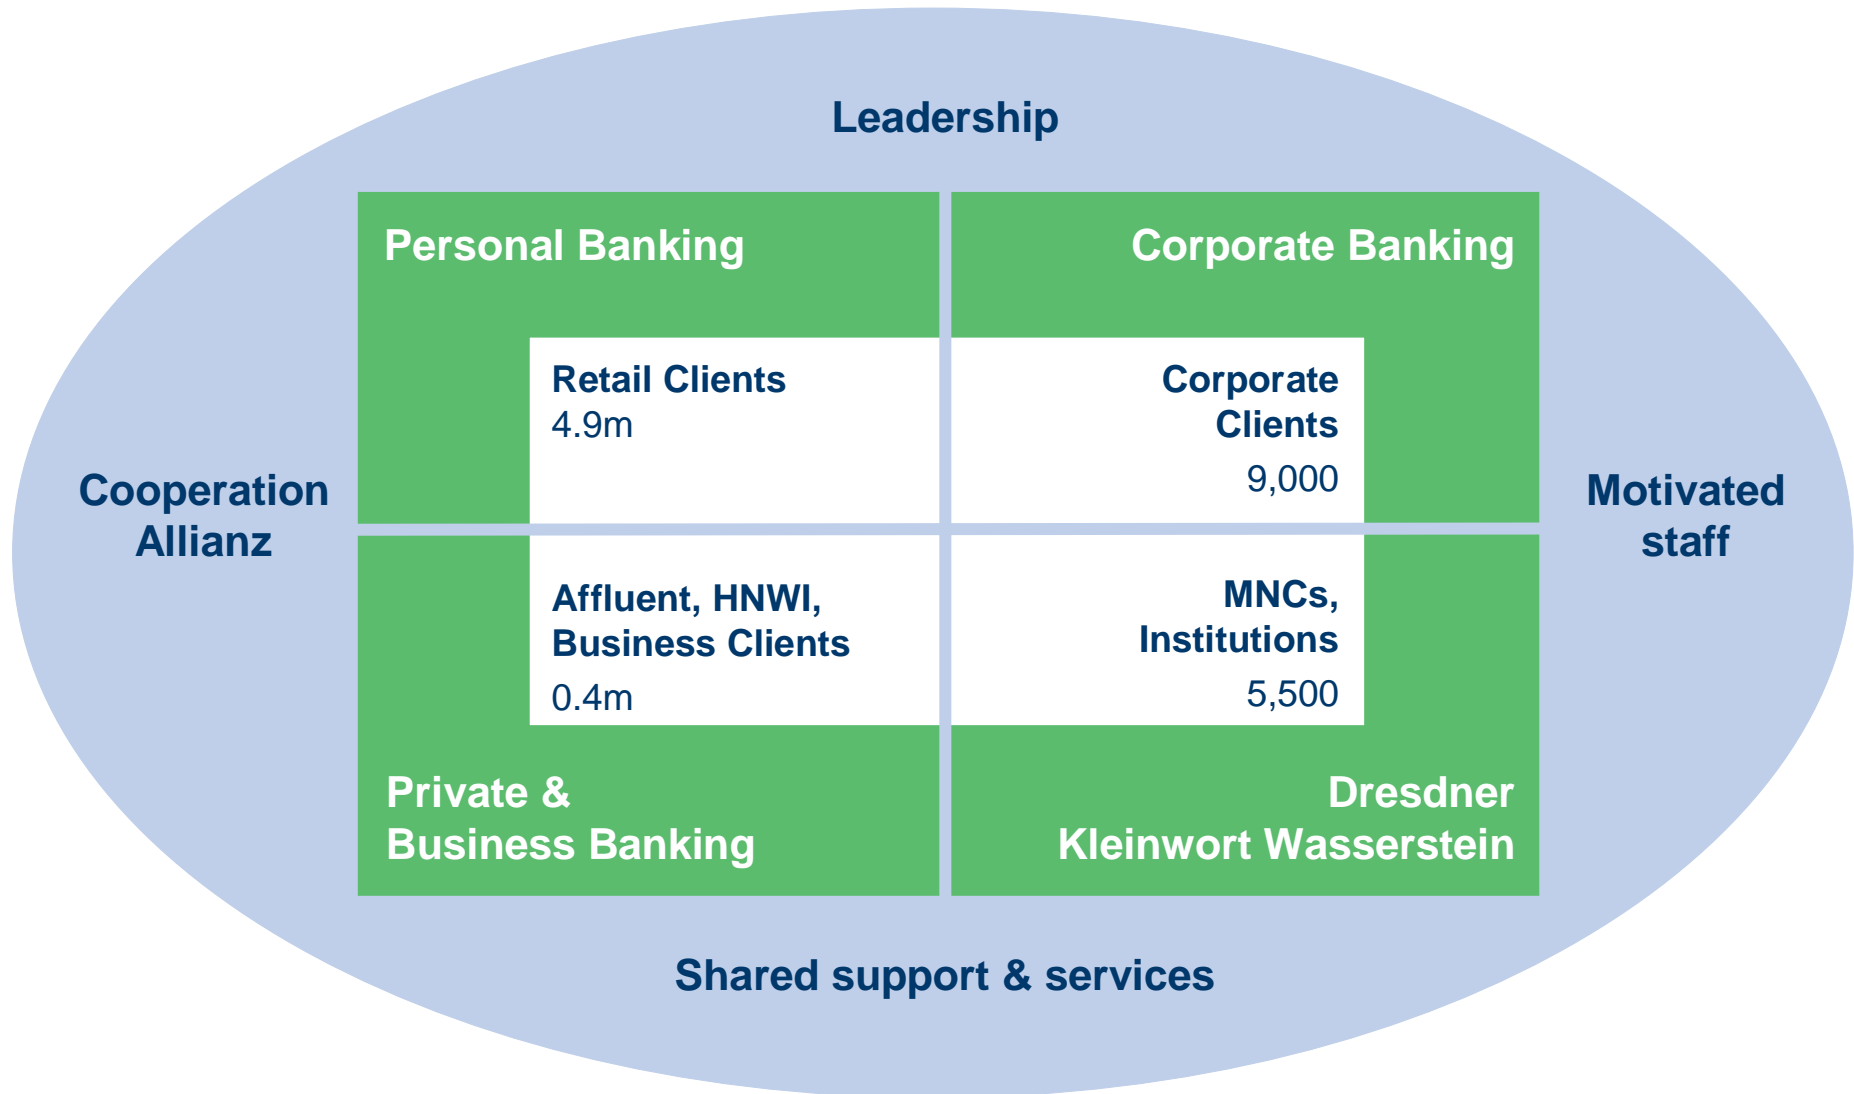 Leadership
Personal Banking
Corporate Banking
Retail Clients
4.9m
Corporate
Clients
9,000
Cooperation
Allianz
Motivated
staff
Affluent, HNWI,
Business Clients
0.4m
MNCs,
Institutions
5,500
Private &
Business Banking
Dresdner
Kleinwort Wasserstein
Shared support & services